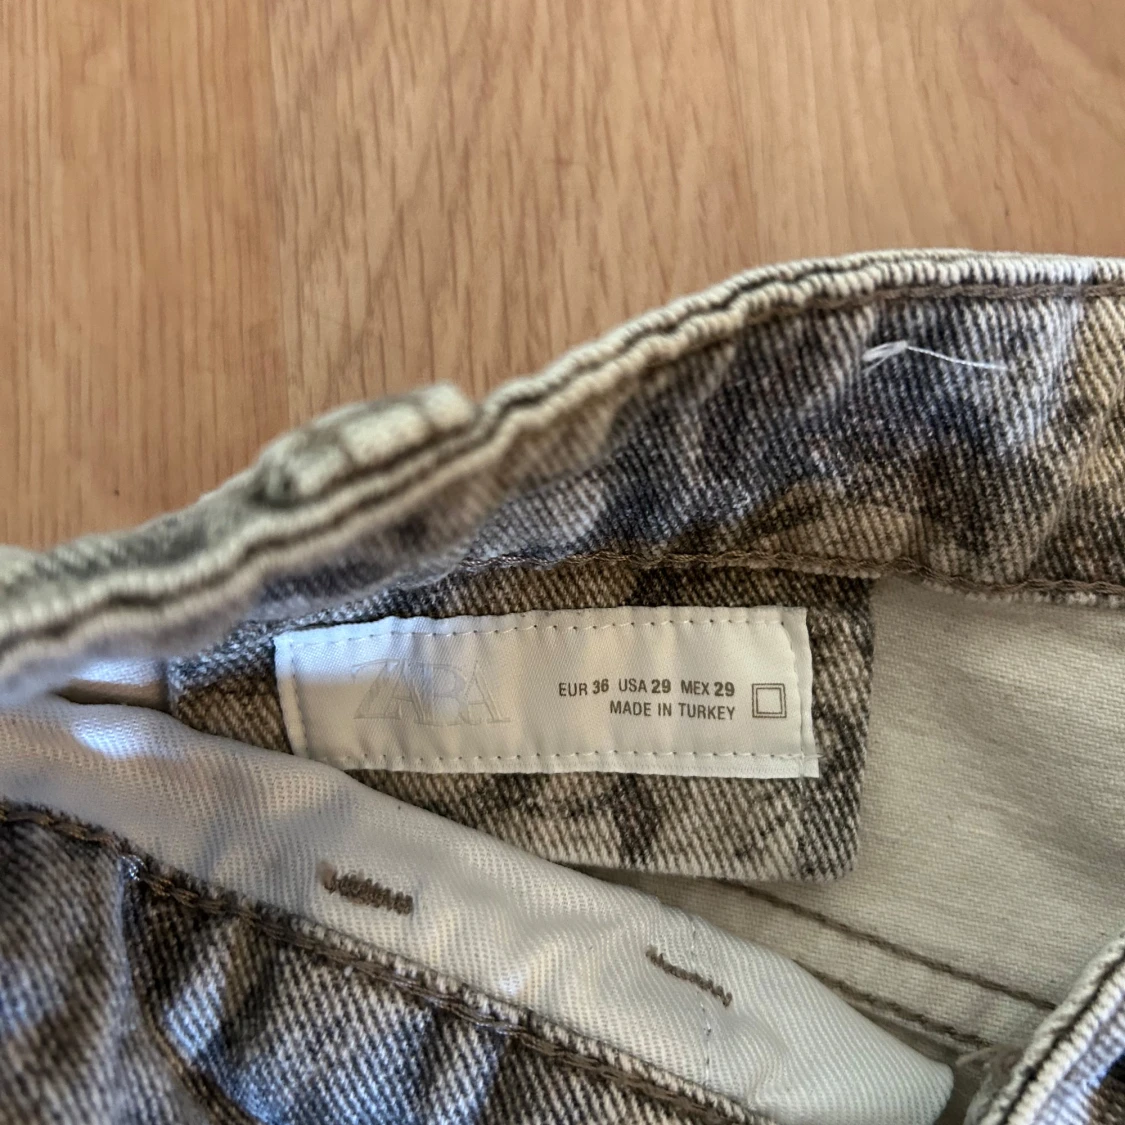 ZARA
EUR 36 USA 29 MEX 29
MADE IN TURKEY